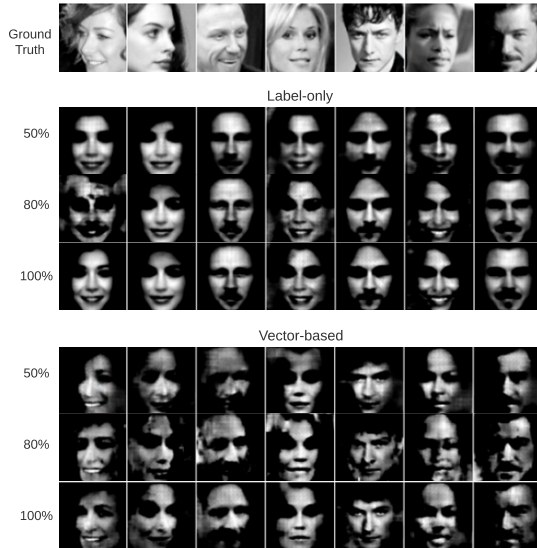 Ground
Truth
Label-only
50%
80%
100%
Vector-based
50%
80%
100%